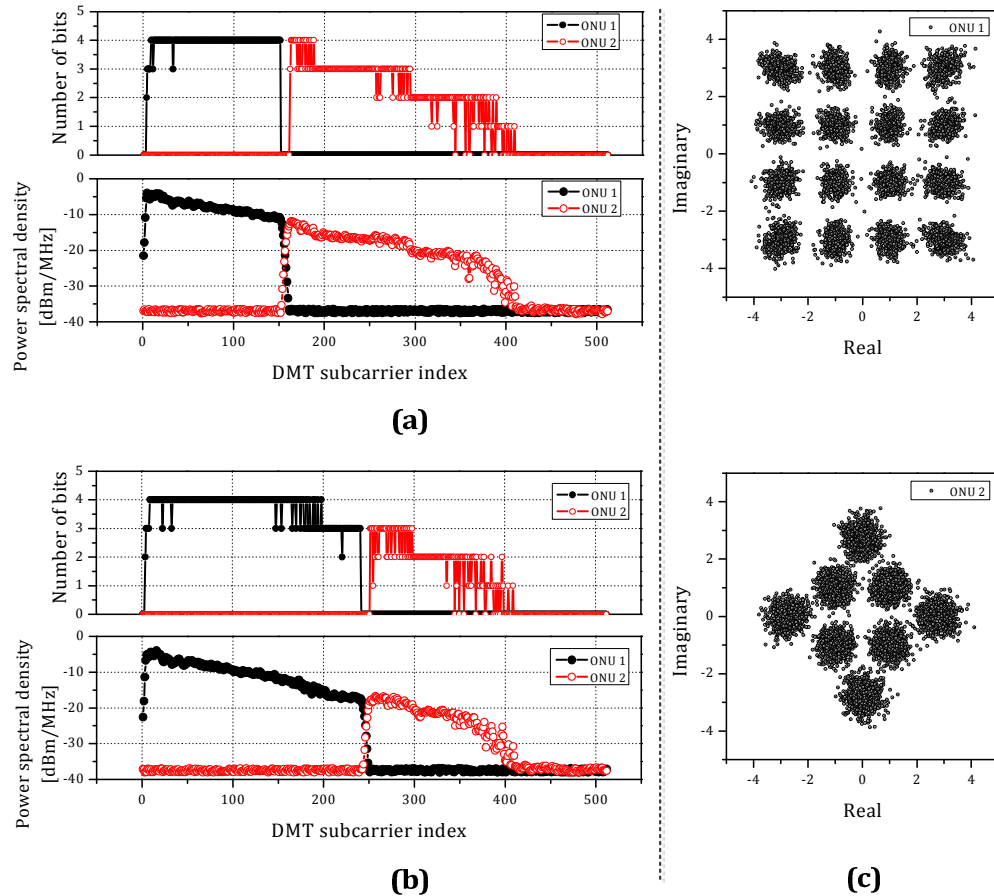 5
4
3
2
1
0
Number of bits
ONU 1
ONU 2
0
-10
-20
-30
-40
Power spectral density
[dBm/MHz]
ONU 1
ONU 2
0
100
200
300
400
500
DMT subcarrier index
(a)
5
4
3
2
1
0
Number of bits
ONU 1
ONU 2
0
-10
-20
-30
-40
Power spectral density
[dBm/MHz]
ONU 1
ONU 2
0
100
200
300
400
500
DMT subcarrier index
(b)
ONU 1
4
2
0
-2
-4
Imaginary
-4
-2
0
2
4
Real
ONU 2
4
2
0
-2
-4
Imaginary
-4
-2
0
2
4
Real
(c)